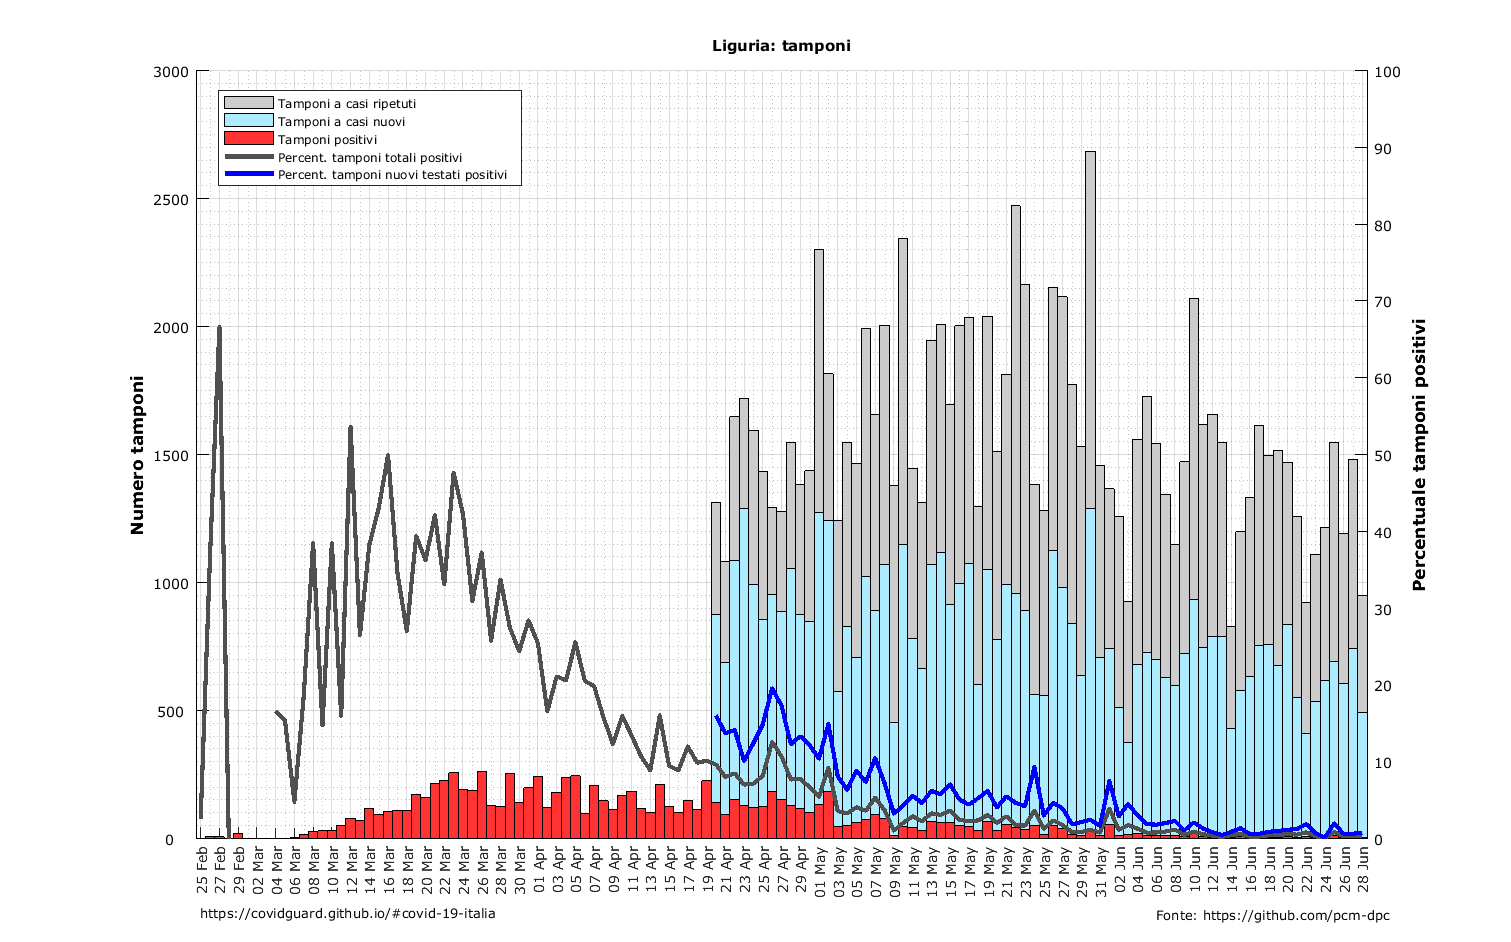 Liguria: tamponi
Tamponi a casi ripetuti
Tamponi a casi nuovi
Tamponi positivi
Percent. tamponi totali positivi
Percent. tamponi nuovi testati positivi
Numero tamponi
3000
2500
2000
1500
1000
500
0
Percentuale tamponi positivi
100
90
80
70
60
50
40
30
20
10
0
25 Feb
27 Feb
29 Feb
02 Mar
04 Mar
06 Mar
08 Mar
10 Mar
12 Mar
14 Mar
16 Mar
18 Mar
20 Mar
22 Mar
24 Mar
26 Mar
28 Mar
30 Mar
01 Apr
03 Apr
05 Apr
07 Apr
09 Apr
11 Apr
13 Apr
15 Apr
17 Apr
19 Apr
21 Apr
23 Apr
25 Apr
27 Apr
29 Apr
01 May
03 May
05 May
07 May
09 May
11 May
13 May
15 May
17 May
19 May
21 May
23 May
25 May
27 May
29 May
31 May
02 Jun
04 Jun
06 Jun
08 Jun
10 Jun
12 Jun
14 Jun
16 Jun
18 Jun
20 Jun
22 Jun
24 Jun
26 Jun
28 Jun
https://covidguard.github.io/#covid-19-italia
Fonte: https://github.com/pcm-dpc